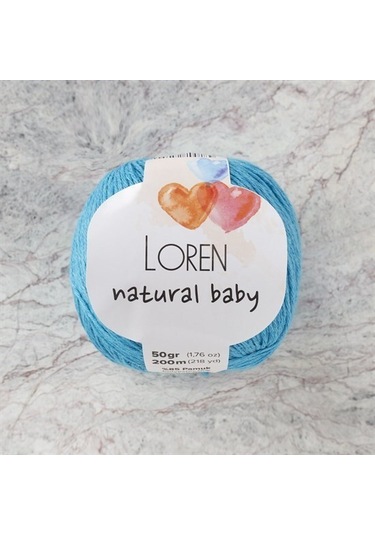 LOREN
natural baby
50gr (1,76 oz)
200m (218 yd)
%85 Pamuk